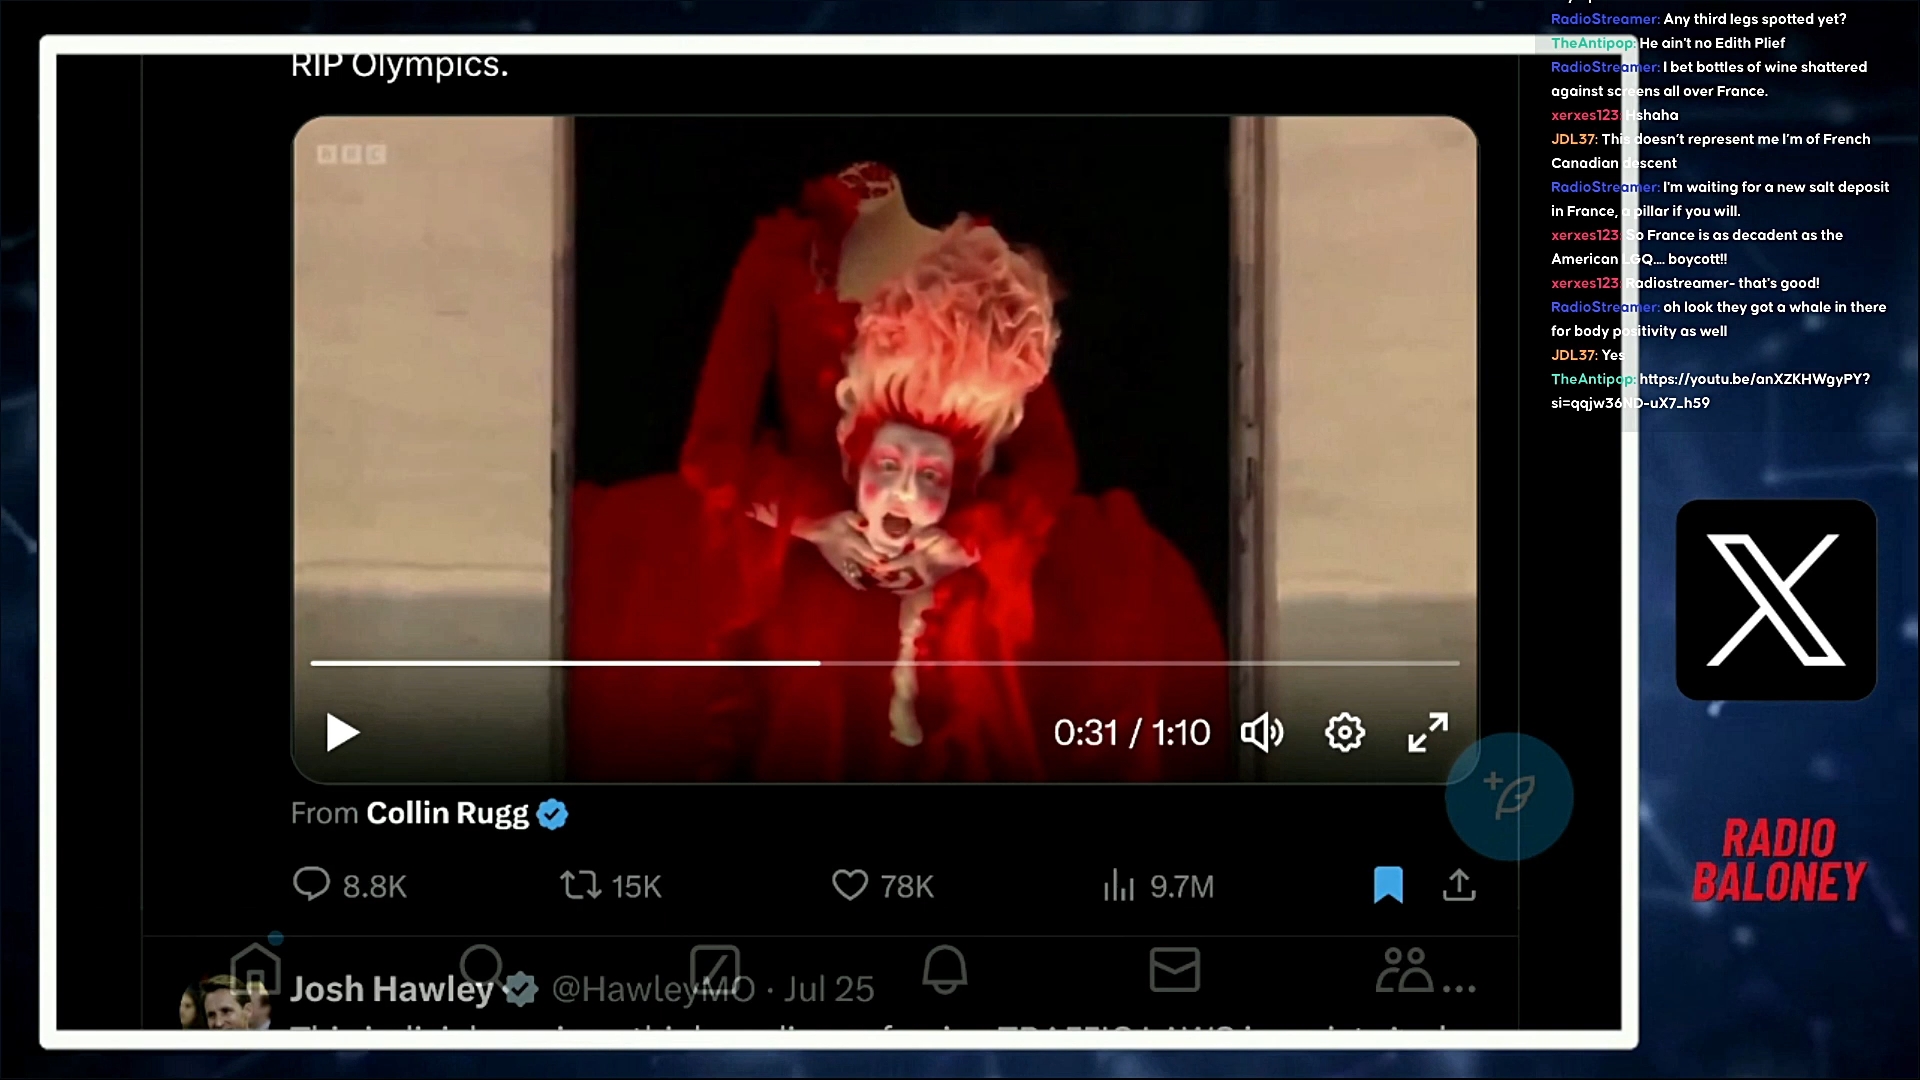 RIP Olympics.
BBC
0:31 / 1:10
From Collin Rugg
8.8K
15K
78K
9.7M
Josh Hawley @HawleyMO · Jul 25
RadioStreamer: Any third legs spotted yet?
TheAntipop: He ain't no Edith Plief
RadioStreamer: I bet bottles of wine shattered
against screens all over France.
xerxes123: Hshaha
JDL37: This doesn't represent me I'm of French
Canadian descent
RadioStreamer: I'm waiting for a new salt deposit
in France, a pillar if you will.
xerxes123: So France is as decadent as the
American LGQ.... boycott!!
xerxes123: Radiostreamer- that's good!
RadioStreamer: oh look they got a whale in there
for body positivity as well
JDL37: Yes
TheAntipop: https://youtu.be/anXZKHWgyPY?
si=qqjw36ND-uX7_h59
RADIO
BALONEY